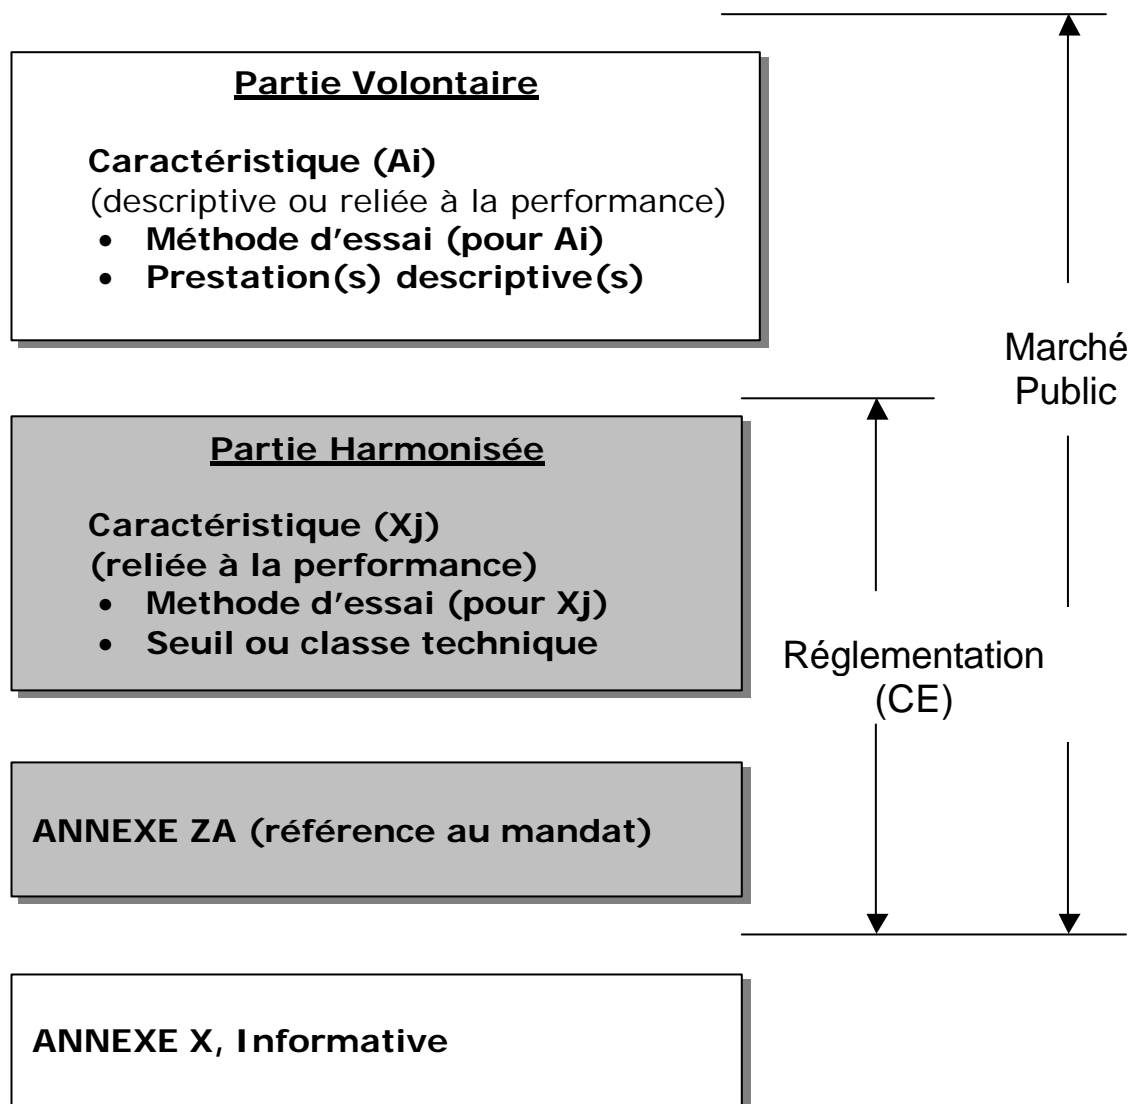 Partie Volontaire
Caractéristique (Ai)
(descriptive ou reliée à la performance)
• Méthode d'essai (pour Ai)
• Prestation(s) descriptive(s)
Marché
Public
Partie Harmonisée
Caractéristique (Xj)
(reliée à la performance)
• Methode d'essai (pour Xj)
• Seuil ou classe technique
Réglementation
(CE)
ANNEXE ZA (référence au mandat)
ANNEXE X, Informative